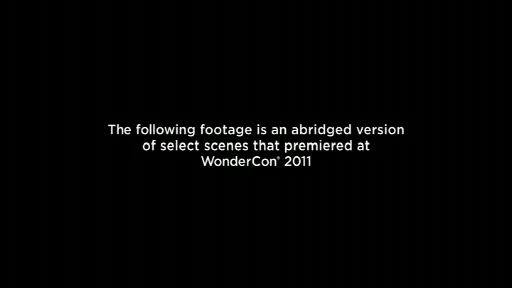 The following footage is an abridged version
of select scenes that premiered at
WonderCon® 2011